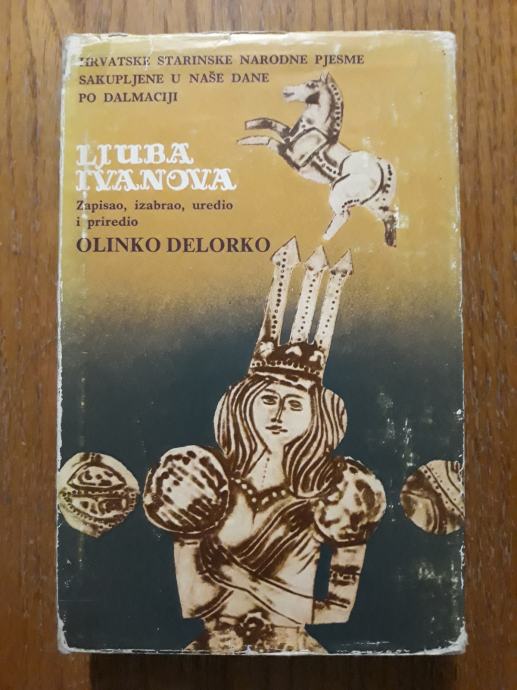 HRVATSKE STARINSKE NARODNE PJESME
SAKUPLJENE U NAŠE DANE
PO DALMACIJI
LJUBA
IVANOVA
Zapisao, izabrao, uredio
i priredio
OLINKO DELORKO